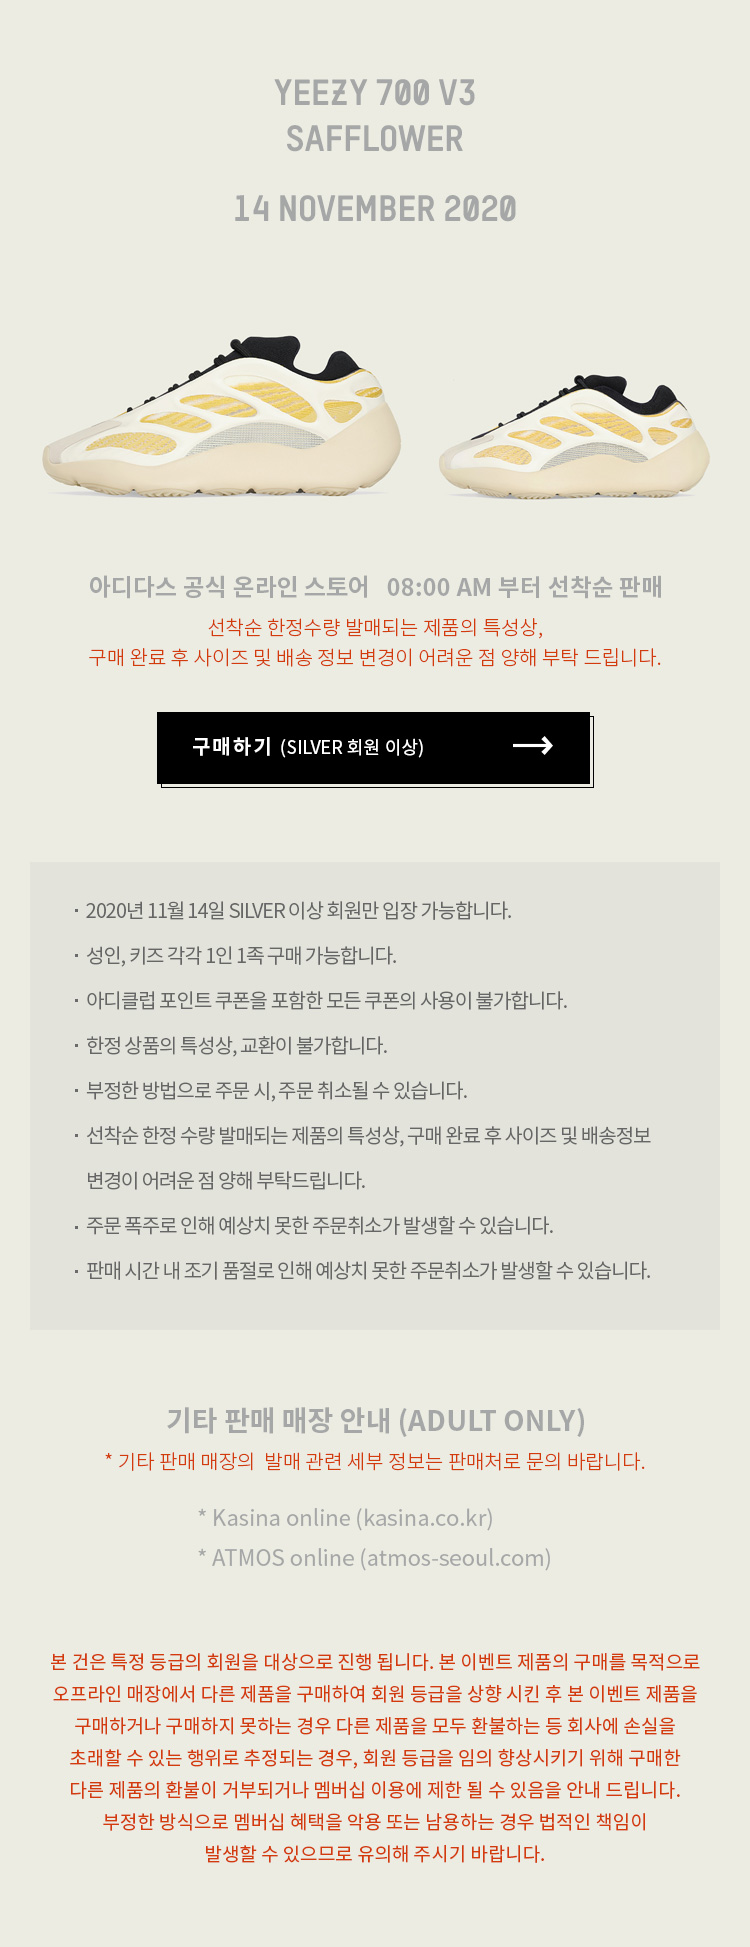 YEEZY 700 V3
SAFFLOWER
14 NOVEMBER 2020
아디다스 공식 온라인 스토어 08:00 AM 부터 선착순 판매
선착순 한정수량 발매되는 제품의 특성상,
구매 완료 후 사이즈 및 배송 정보 변경이 어려운 점 양해 부탁 드립니다.
구매하기 (SILVER 회원 이상)
· 2020년 11월 14일 SILVER 이상 회원만 입장 가능합니다.
· 성인, 키즈 각각 1인 1족 구매 가능합니다.
· 아디클럽 포인트 쿠폰을 포함한 모든 쿠폰의 사용이 불가합니다.
· 한정 상품의 특성상, 교환이 불가합니다.
· 부정한 방법으로 주문 시, 주문 취소될 수 있습니다.
· 선착순 한정 수량 발매되는 제품의 특성상, 구매 완료 후 사이즈 및 배송정보
변경이 어려운 점 양해 부탁드립니다.
· 주문 폭주로 인해 예상치 못한 주문취소가 발생할 수 있습니다.
· 판매 시간 내 조기 품절로 인해 예상치 못한 주문취소가 발생할 수 있습니다.
기타 판매 매장 안내 (ADULT ONLY)
* 기타 판매 매장의 발매 관련 세부 정보는 판매처로 문의 바랍니다.
* Kasina online (kasina.co.kr)
* ATMOS online (atmos-seoul.com)
본 건은 특정 등급의 회원을 대상으로 진행 됩니다. 본 이벤트 제품의 구매를 목적으로
오프라인 매장에서 다른 제품을 구매하여 회원 등급을 상향 시킨 후 본 이벤트 제품을
구매하거나 구매하지 못하는 경우 다른 제품을 모두 환불하는 등 회사에 손실을
초래할 수 있는 행위로 추정되는 경우, 회원 등급을 임의 향상시키기 위해 구매한
다른 제품의 환불이 거부되거나 멤버십 이용에 제한 될 수 있음을 안내 드립니다.
부정한 방식으로 멤버십 혜택을 악용 또는 남용하는 경우 법적인 책임이
발생할 수 있으므로 유의해 주시기 바랍니다.